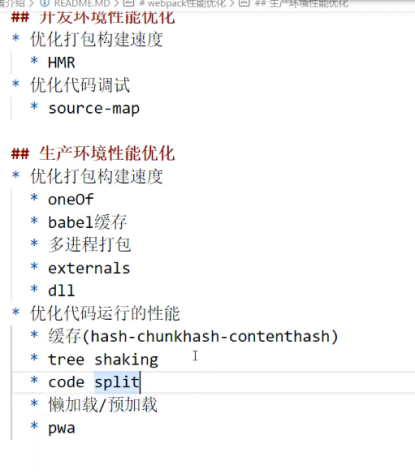 README.MD > # webpack性能优化 > ## 生产环境性能优化
## 开发环境性能优化
* 优化打包构建速度
* HMR
* 优化代码调试
* source-map
## 生产环境性能优化
* 优化打包构建速度
* oneOf
* babel缓存
* 多进程打包
* externals
* dll
* 优化代码运行的性能
* 缓存(hash-chunkhash-contenthash)
* tree shaking
* code split
* 懒加载/预加载
* pwa